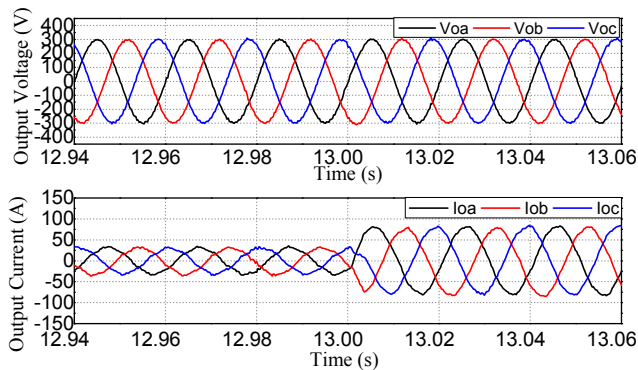 Output Voltage (V)
400
300
200
100
0
-100
-200
-300
-400
Voa Vob Voc
12.94 12.96 12.98 13.00 13.02 13.04 13.06
Time (s)
Output Current (A)
150
100
50
0
-50
-100
-150
Ioa Iob Ioc
12.94 12.96 12.98 13.00 13.02 13.04 13.06
Time (s)